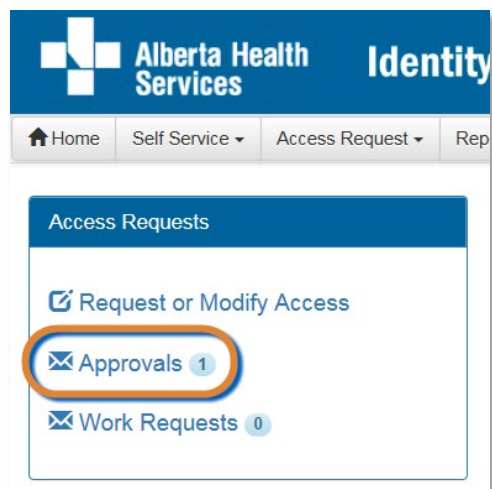 Alberta Health Services
Identity
Home Self Service Access Request Rep
Access Requests
Request or Modify Access
Approvals 1
Work Requests 0